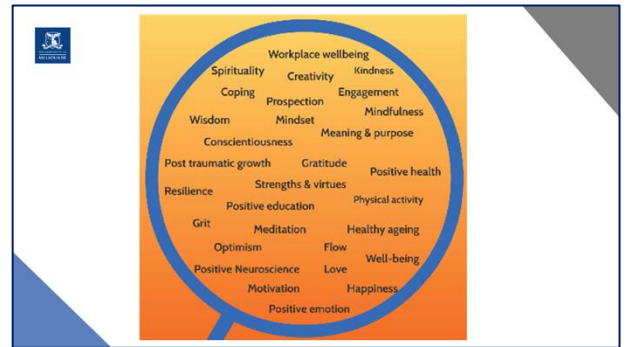 MELBOURNE
Workplace wellbeing
Spirituality
Creativity
Kindness
Coping
Prospection
Engagement
Wisdom
Mindset
Mindfulness
Conscientiousness
Meaning & purpose
Post traumatic growth
Gratitude
Positive health
Resilience
Strengths & virtues
Physical activity
Positive education
Grit
Meditation
Healthy ageing
Optimism
Flow
Well-being
Positive Neuroscience
Love
Motivation
Happiness
Positive emotion